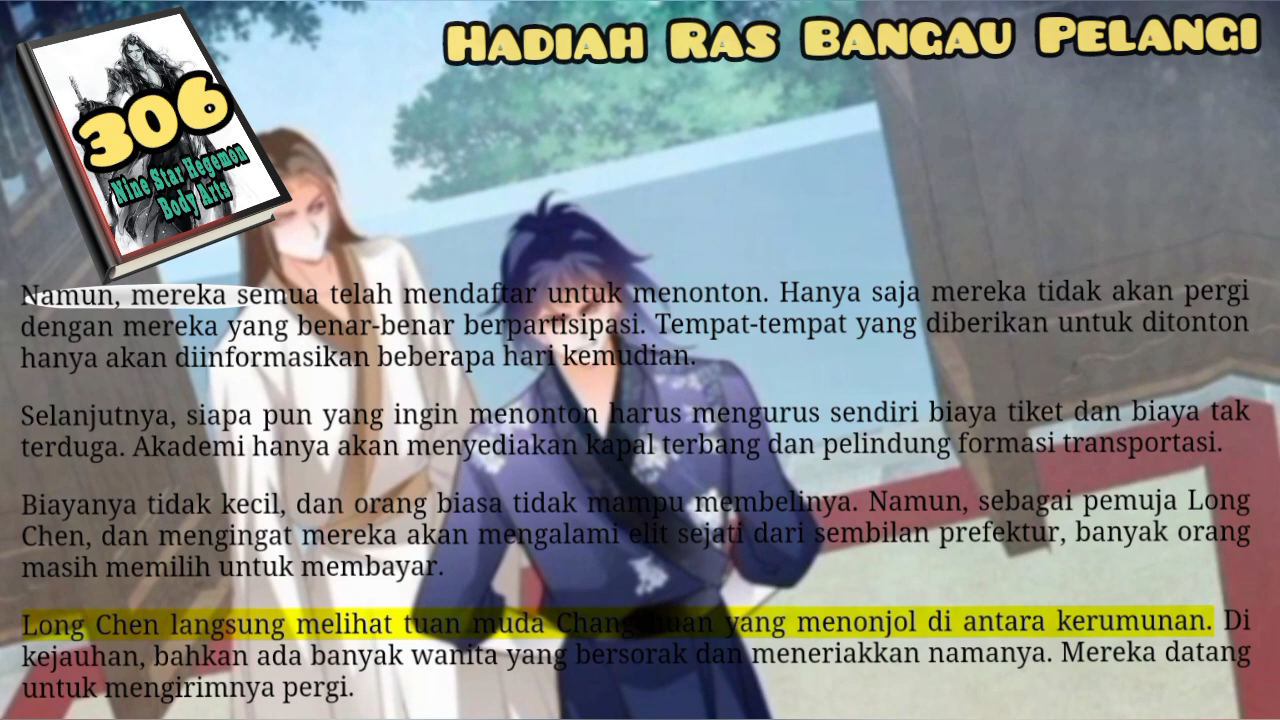 HADIAH RAS BANGAU PELANGI
306
Nine Star Hegemon
Body Arts
Namun, mereka semua telah mendaftar untuk menonton. Hanya saja mereka tidak akan pergi
dengan mereka yang benar-benar berpartisipasi. Tempat-tempat yang diberikan untuk ditonton
hanya akan diinformasikan beberapa hari kemudian.
Selanjutnya, siapa pun yang ingin menonton harus mengurus sendiri biaya tiket dan biaya tak
terduga. Akademi hanya akan menyediakan kapal terbang dan pelindung formasi transportasi.
Biayanya tidak kecil, dan orang biasa tidak mampu membelinya. Namun, sebagai pemuja Long
Chen, dan mengingat mereka akan mengalami elit sejati dari sembilan prefektur, banyak orang
masih memilih untuk membayar.
Long Chen langsung melihat tuan muda yang menonjol di antara kerumunan. Di
kejauhan, bahkan ada banyak wanita yang bersorak dan meneriakkan namanya. Mereka datang
untuk mengirimnya pergi.